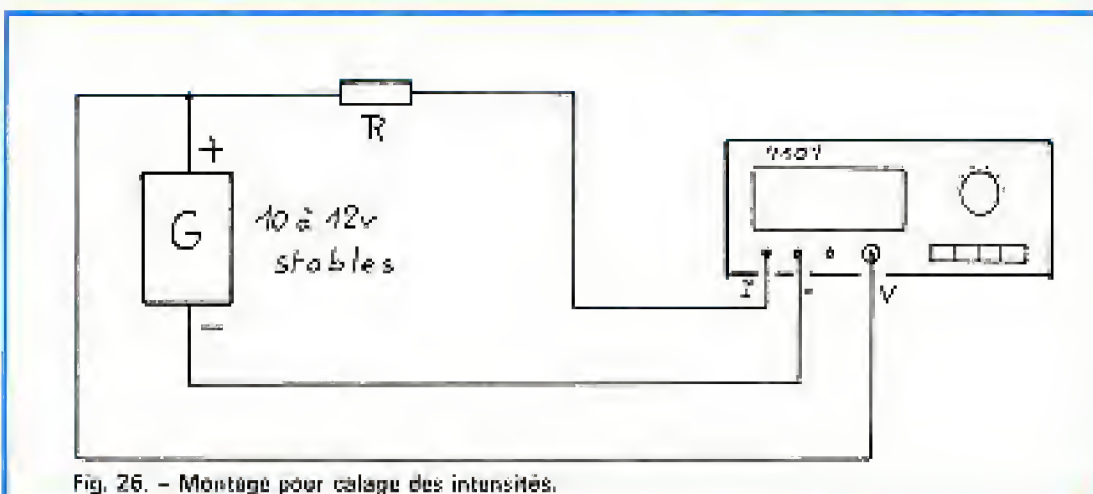 R
+
G
10 à 12v
stables
-
I
-
V
Fig. 26. – Montage pour calage des intensités.